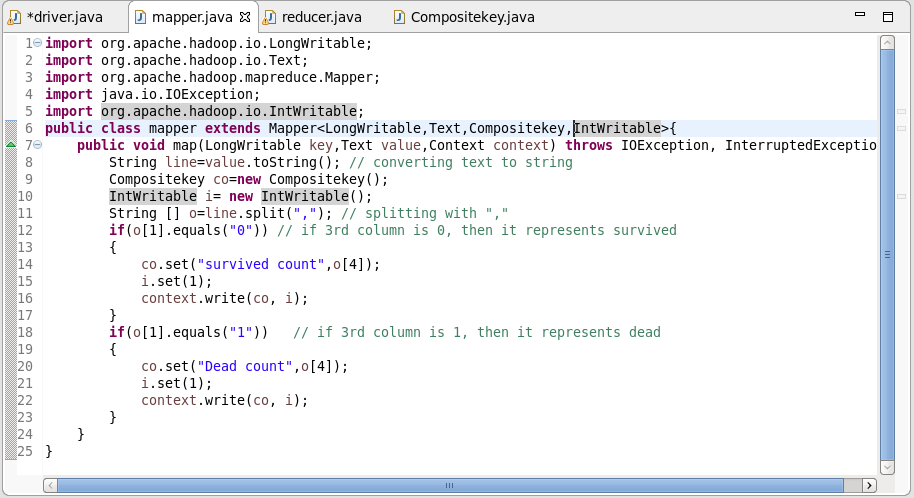 *driver.java mapper.java reducer.java Compositekey.java
1 import org.apache.hadoop.io.LongWritable;
2 import org.apache.hadoop.io.Text;
3 import org.apache.hadoop.mapreduce.Mapper;
4 import java.io.IOException;
5 import org.apache.hadoop.io.IntWritable;
6 public class mapper extends Mapper<LongWritable,Text,Compositekey,IntWritable>{
7 public void map(LongWritable key,Text value,Context context) throws IOException, InterruptedExceptio
8 String line=value.toString(); // converting text to string
9 Compositekey co=new Compositekey();
10 IntWritable i= new IntWritable();
11 String [] o=line.split(","); // splitting with ","
12 if(o[1].equals("0")) // if 3rd column is 0, then it represents survived
13 {
14 co.set("survived count",o[4]);
15 i.set(1);
16 context.write(co, i);
17 }
18 if(o[1].equals("1")) // if 3rd column is 1, then it represents dead
19 {
20 co.set("Dead count",o[4]);
21 i.set(1);
22 context.write(co, i);
23 }
24 }
25 }